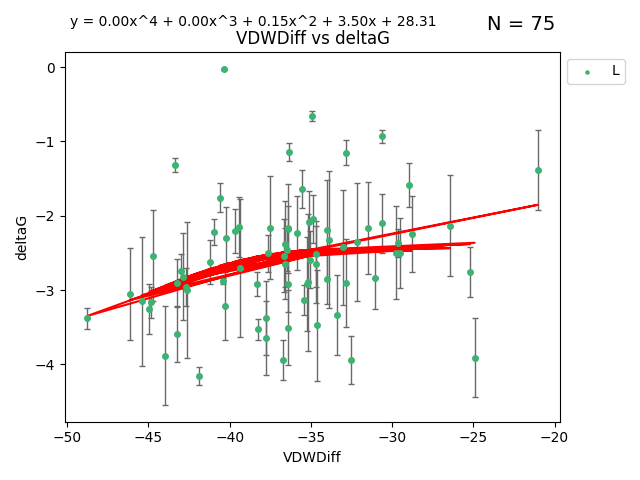 y = 0.00x^4 + 0.00x^3 + 0.15x^2 + 3.50x + 28.31
N = 75
VDWDiff vs deltaG
L
deltaG
0
−1
−2
−3
−4
−50 −45 −40 −35 −30 −25 −20
VDWDiff